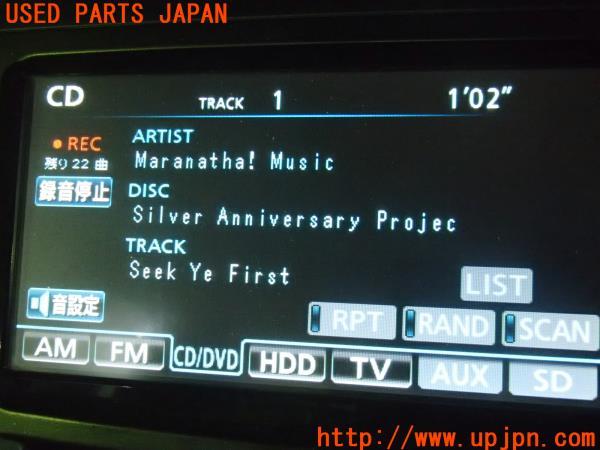 USED PARTS JAPAN
CD TRACK 1 1'02"
● REC
残り 22 曲
録音停止
ARTIST
Maranatha! Music
DISC
Silver Anniversary Projec
TRACK
Seek Ye First
LIST
音設定
RPT RAND SCAN
AM FM CD/DVD HDD TV AUX SD
http://www.upjpn.com